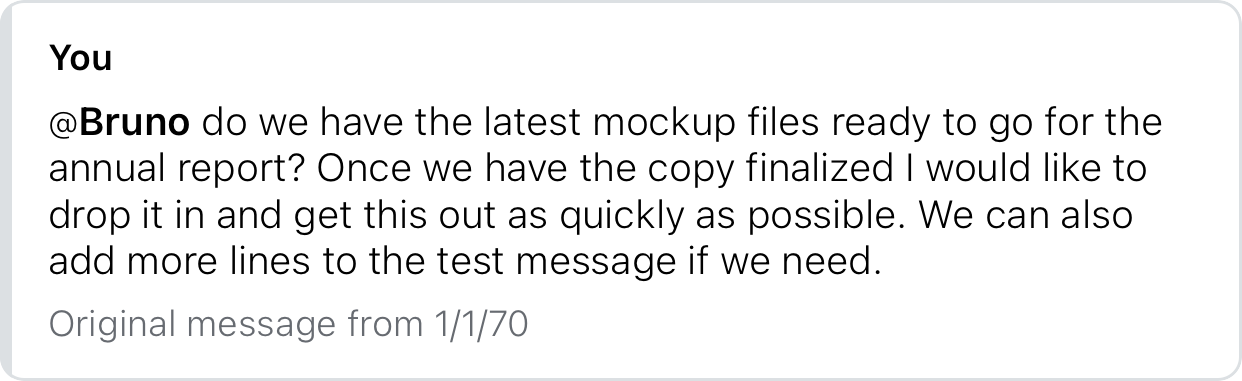 You
@Bruno do we have the latest mockup files ready to go for the
annual report? Once we have the copy finalized I would like to
drop it in and get this out as quickly as possible. We can also
add more lines to the test message if we need.
Original message from 1/1/70